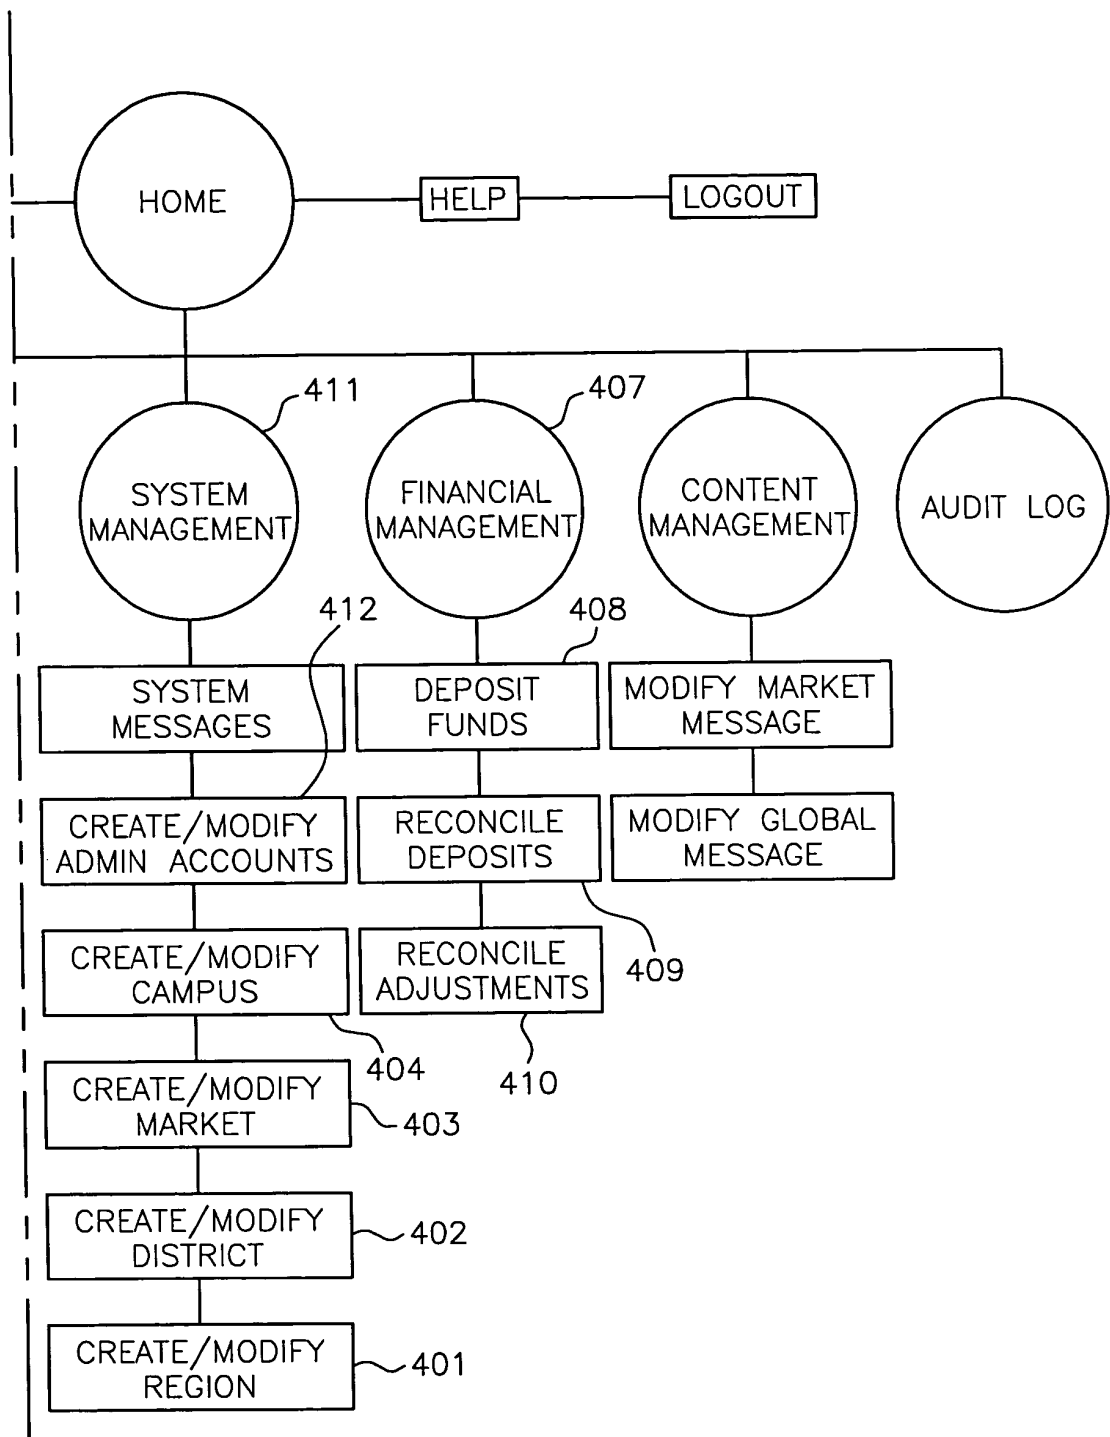 HOME
HELP
LOGOUT
411
407
SYSTEM
MANAGEMENT
FINANCIAL
MANAGEMENT
CONTENT
MANAGEMENT
AUDIT LOG
412
408
SYSTEM
MESSAGES
DEPOSIT
FUNDS
MODIFY MARKET
MESSAGE
CREATE/MODIFY
ADMIN ACCOUNTS
RECONCILE
DEPOSITS
MODIFY GLOBAL
MESSAGE
CREATE/MODIFY
CAMPUS
RECONCILE
ADJUSTMENTS
409
404
410
CREATE/MODIFY
MARKET
403
CREATE/MODIFY
DISTRICT
402
CREATE/MODIFY
REGION
401